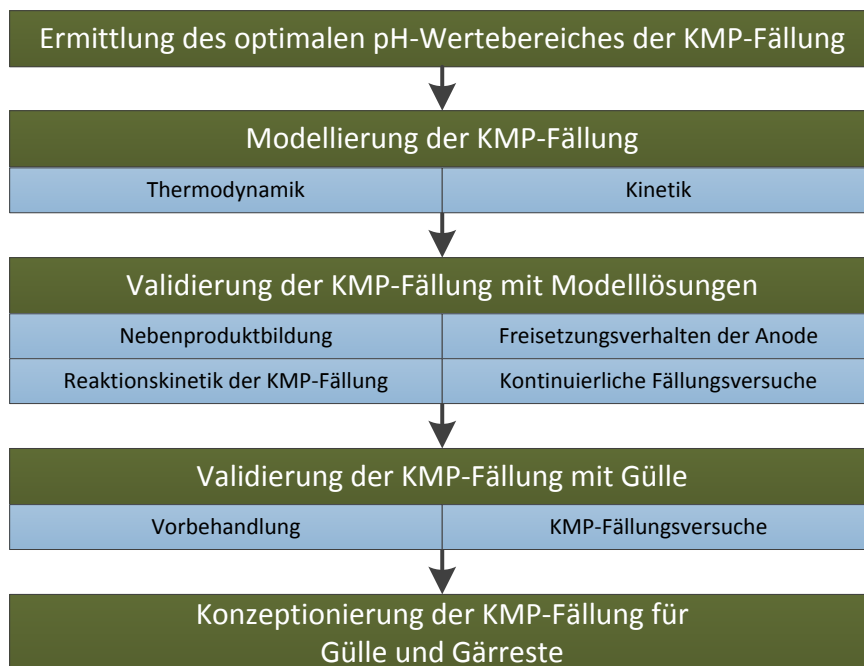 Ermittlung des optimalen pH-Wertebereiches der KMP-Fällung
Modellierung der KMP-Fällung
Thermodynamik
Kinetik
Validierung der KMP-Fällung mit Modelllösungen
Nebenproduktbildung
Freisetzungsverhalten der Anode
Reaktionskinetik der KMP-Fällung
Kontinuierliche Fällungsversuche
Validierung der KMP-Fällung mit Gülle
Vorbehandlung
KMP-Fällungsversuche
Konzeptionierung der KMP-Fällung für
Gülle und Gärreste